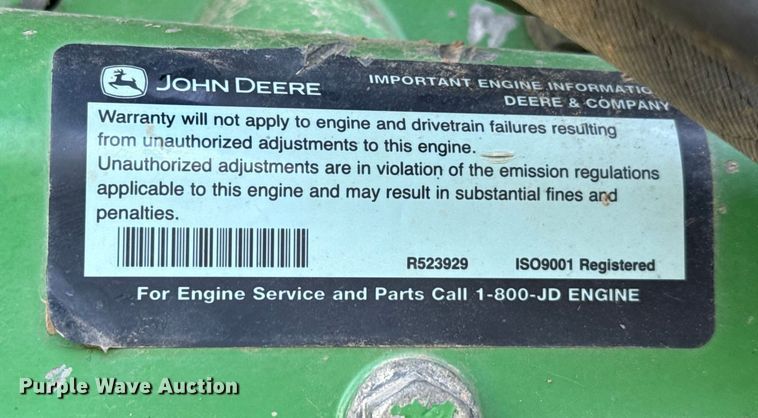 JOHN DEERE
IMPORTANT ENGINE INFORMATIO
DEERE & COMPANY
Warranty will not apply to engine and drivetrain failures resulting
from unauthorized adjustments to this engine.
Unauthorized adjustments are in violation of the emission regulations
applicable to this engine and may result in substantial fines and
penalties.
R523929 ISO9001 Registered
For Engine Service and Parts Call 1-800-JD ENGINE
Purple Wave Auction